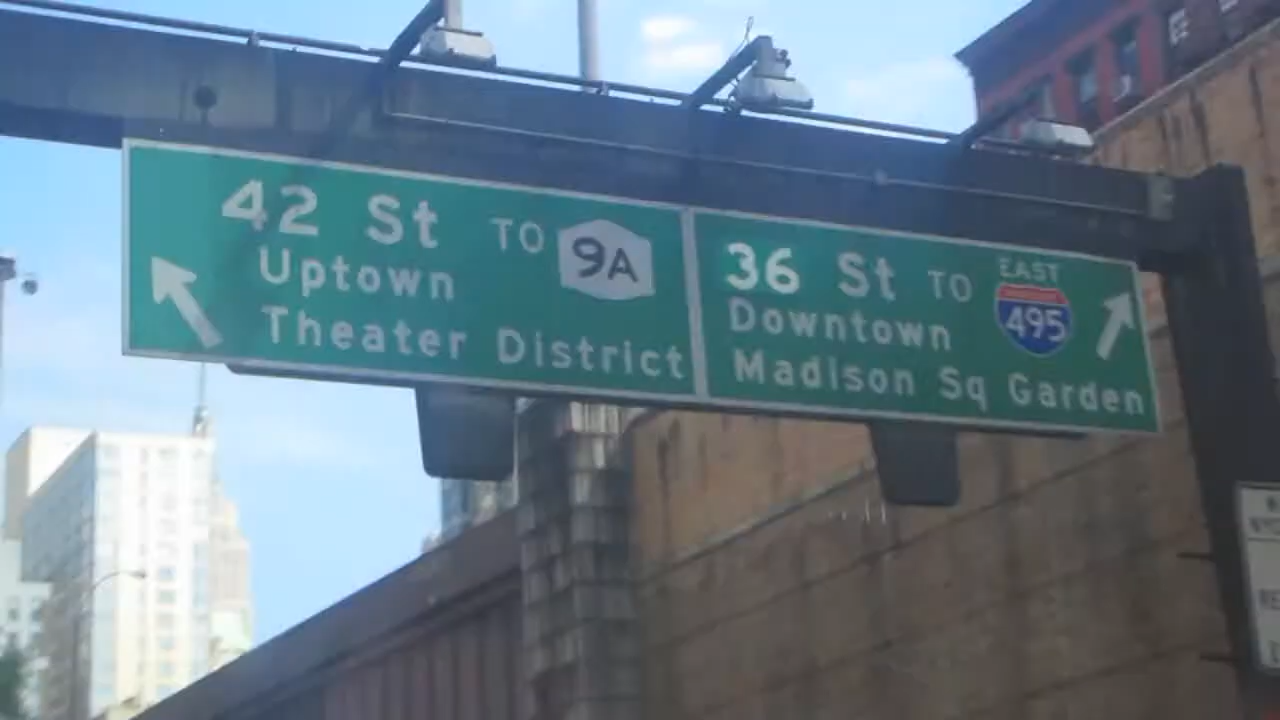 42 St TO 9A
Uptown
Theater District
36 St TO EAST 495
Downtown
Madison Sq Garden